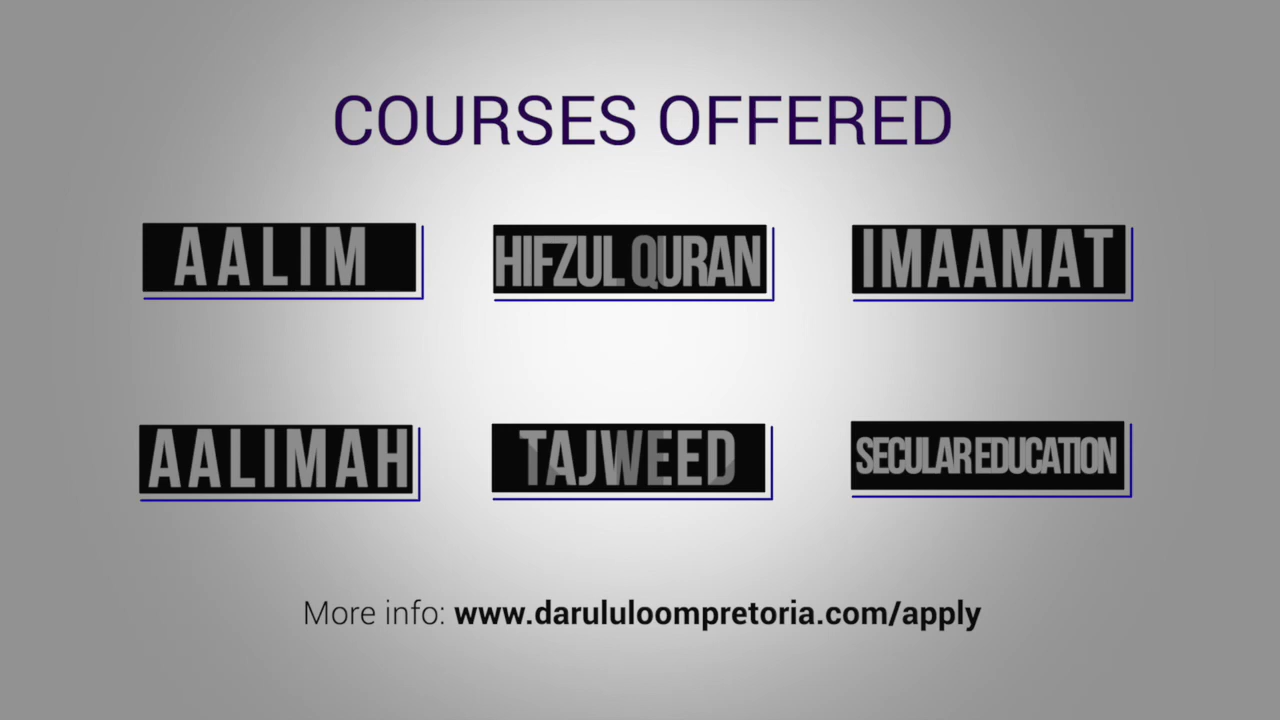 COURSES OFFERED
AALIM
HIFZUL QURAN
IMAAMAT
AALIMAH
TAJWEED
SECULAR EDUCATION
More info: www.darululoompretoria.com/apply